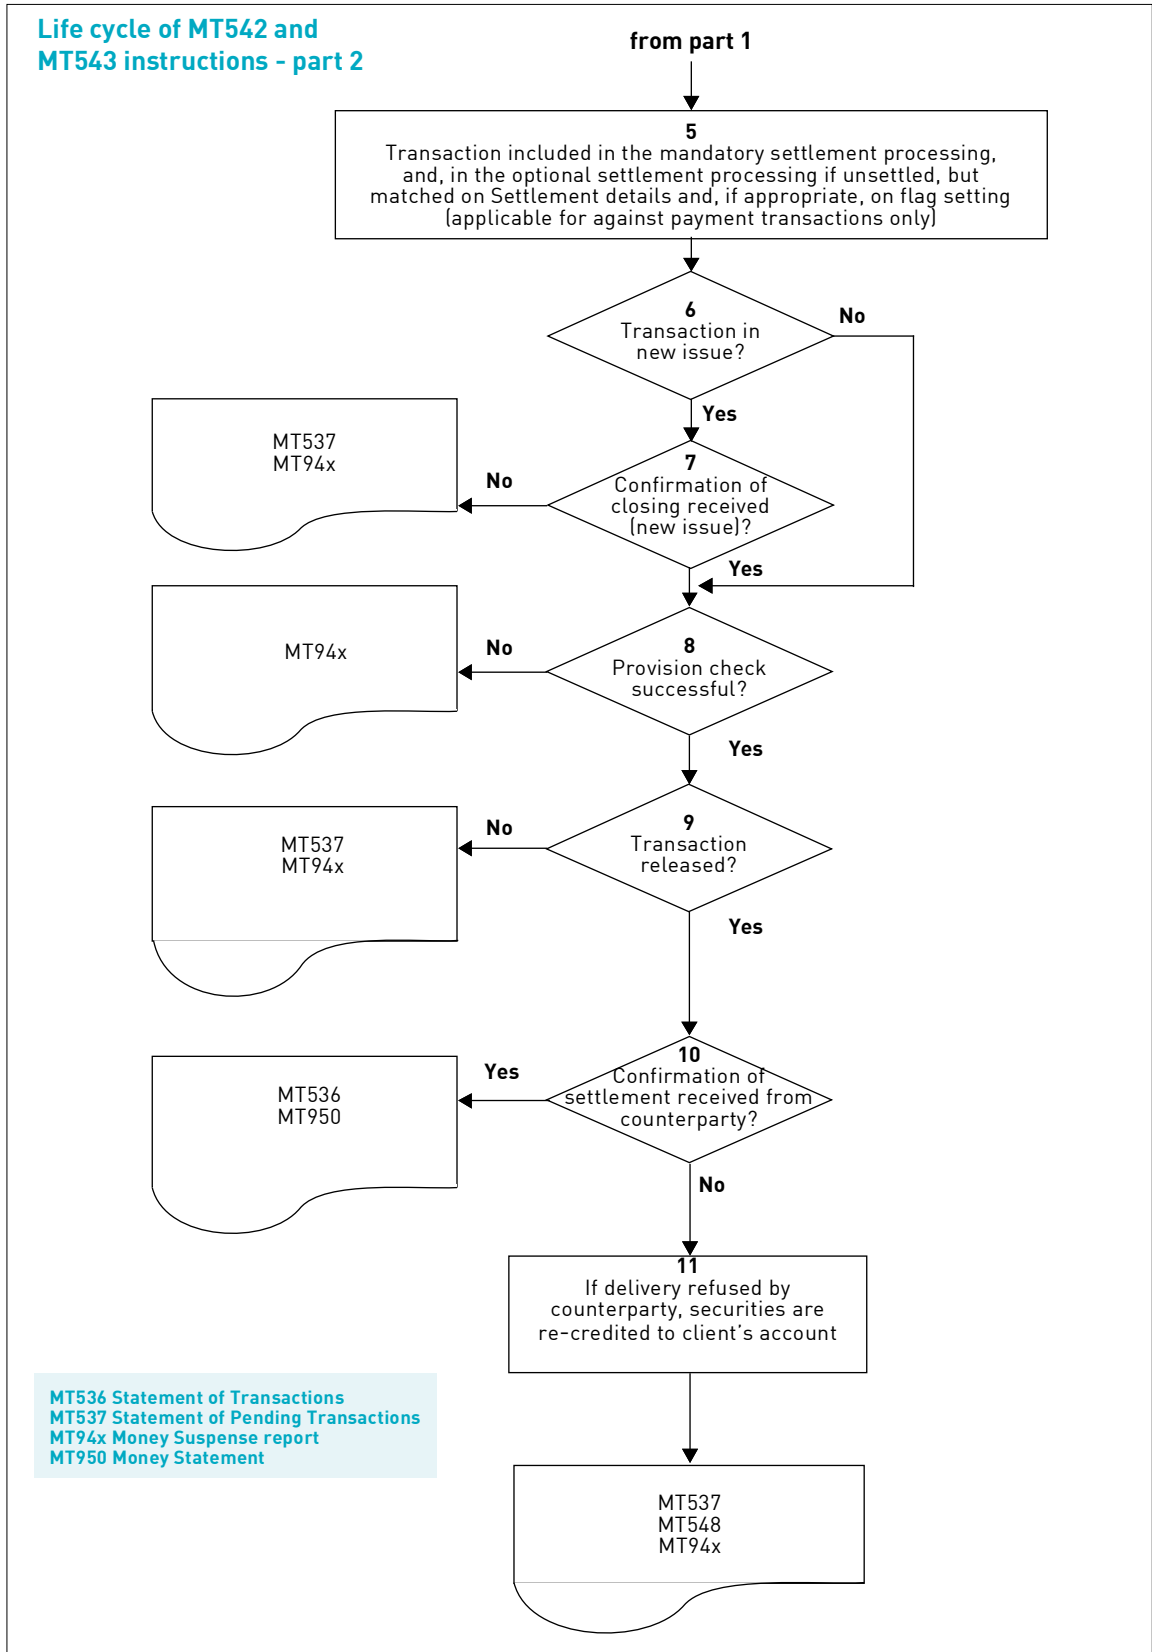 Life cycle of MT542 and
MT543 instructions - part 2
from part 1
5
Transaction included in the mandatory settlement processing,
and, in the optional settlement processing if unsettled, but
matched on Settlement details and, if appropriate, on flag setting
(applicable for against payment transactions only)
6
Transaction in
new issue?
No
Yes
MT537
MT94x
No
7
Confirmation of
closing received
(new issue)?
Yes
MT94x
No
8
Provision check
successful?
Yes
MT537
MT94x
No
9
Transaction
released?
Yes
MT536
MT950
Yes
10
Confirmation of
settlement received from
counterparty?
No
11
If delivery refused by
counterparty, securities are
re-credited to client's account
MT536 Statement of Transactions
MT537 Statement of Pending Transactions
MT94x Money Suspense report
MT950 Money Statement
MT537
MT548
MT94x